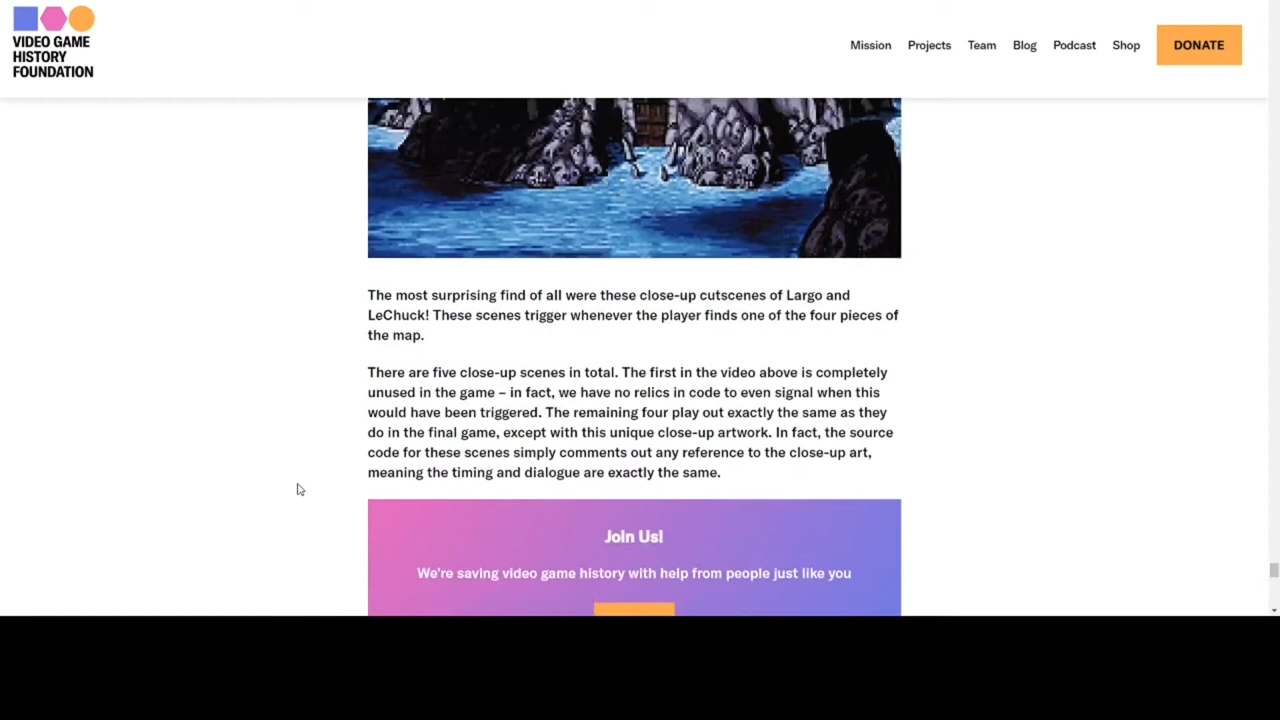 VIDEO GAME
HISTORY
FOUNDATION
Mission
Projects
Team
Blog
Podcast
Shop
DONATE
The most surprising find of all were these close-up cutscenes of Largo and
LeChuck! These scenes trigger whenever the player finds one of the four pieces of
the map.
There are five close-up scenes in total. The first in the video above is completely
unused in the game – in fact, we have no relics in code to even signal when this
would have been triggered. The remaining four play out exactly the same as they
do in the final game, except with this unique close-up artwork. In fact, the source
code for these scenes simply comments out any reference to the close-up art,
meaning the timing and dialogue are exactly the same.
Join Us!
We're saving video game history with help from people just like you